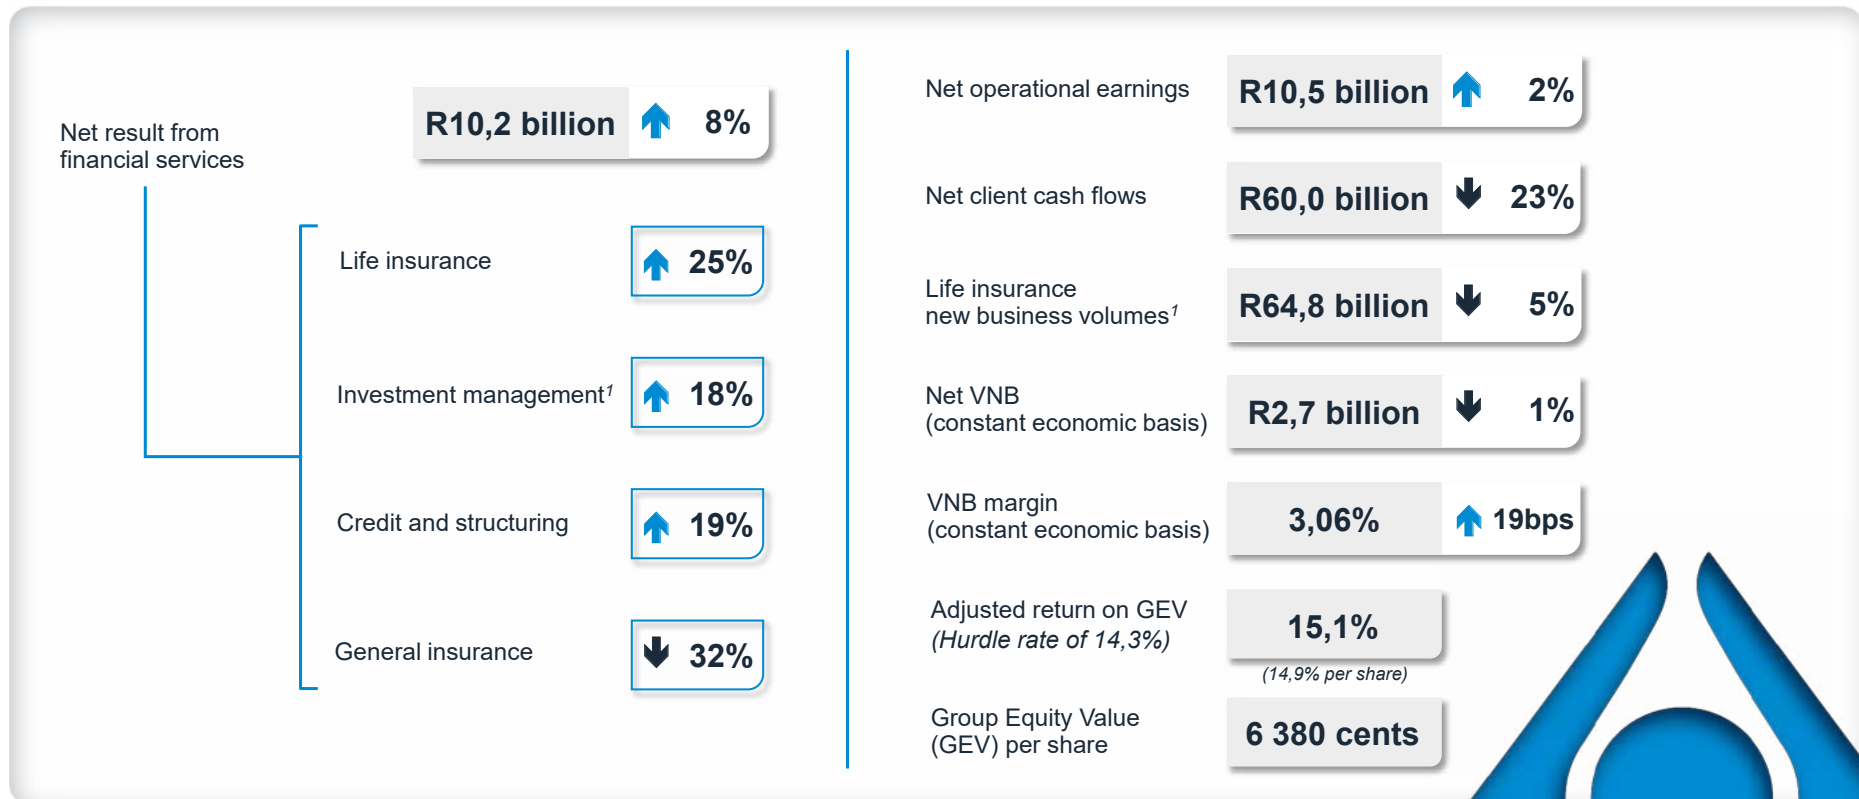 Net result from
financial services
R10,2 billion 8%
Life insurance 25%
Investment management¹ 18%
Credit and structuring 19%
General insurance 32%
Net operational earnings R10,5 billion 2%
Net client cash flows R60,0 billion 23%
Life insurance
new business volumes¹ R64,8 billion 5%
Net VNB
(constant economic basis) R2,7 billion 1%
VNB margin
(constant economic basis) 3,06% 19bps
Adjusted return on GEV
(Hurdle rate of 14,3%) 15,1%
(14,9% per share)
Group Equity Value
(GEV) per share 6 380 cents